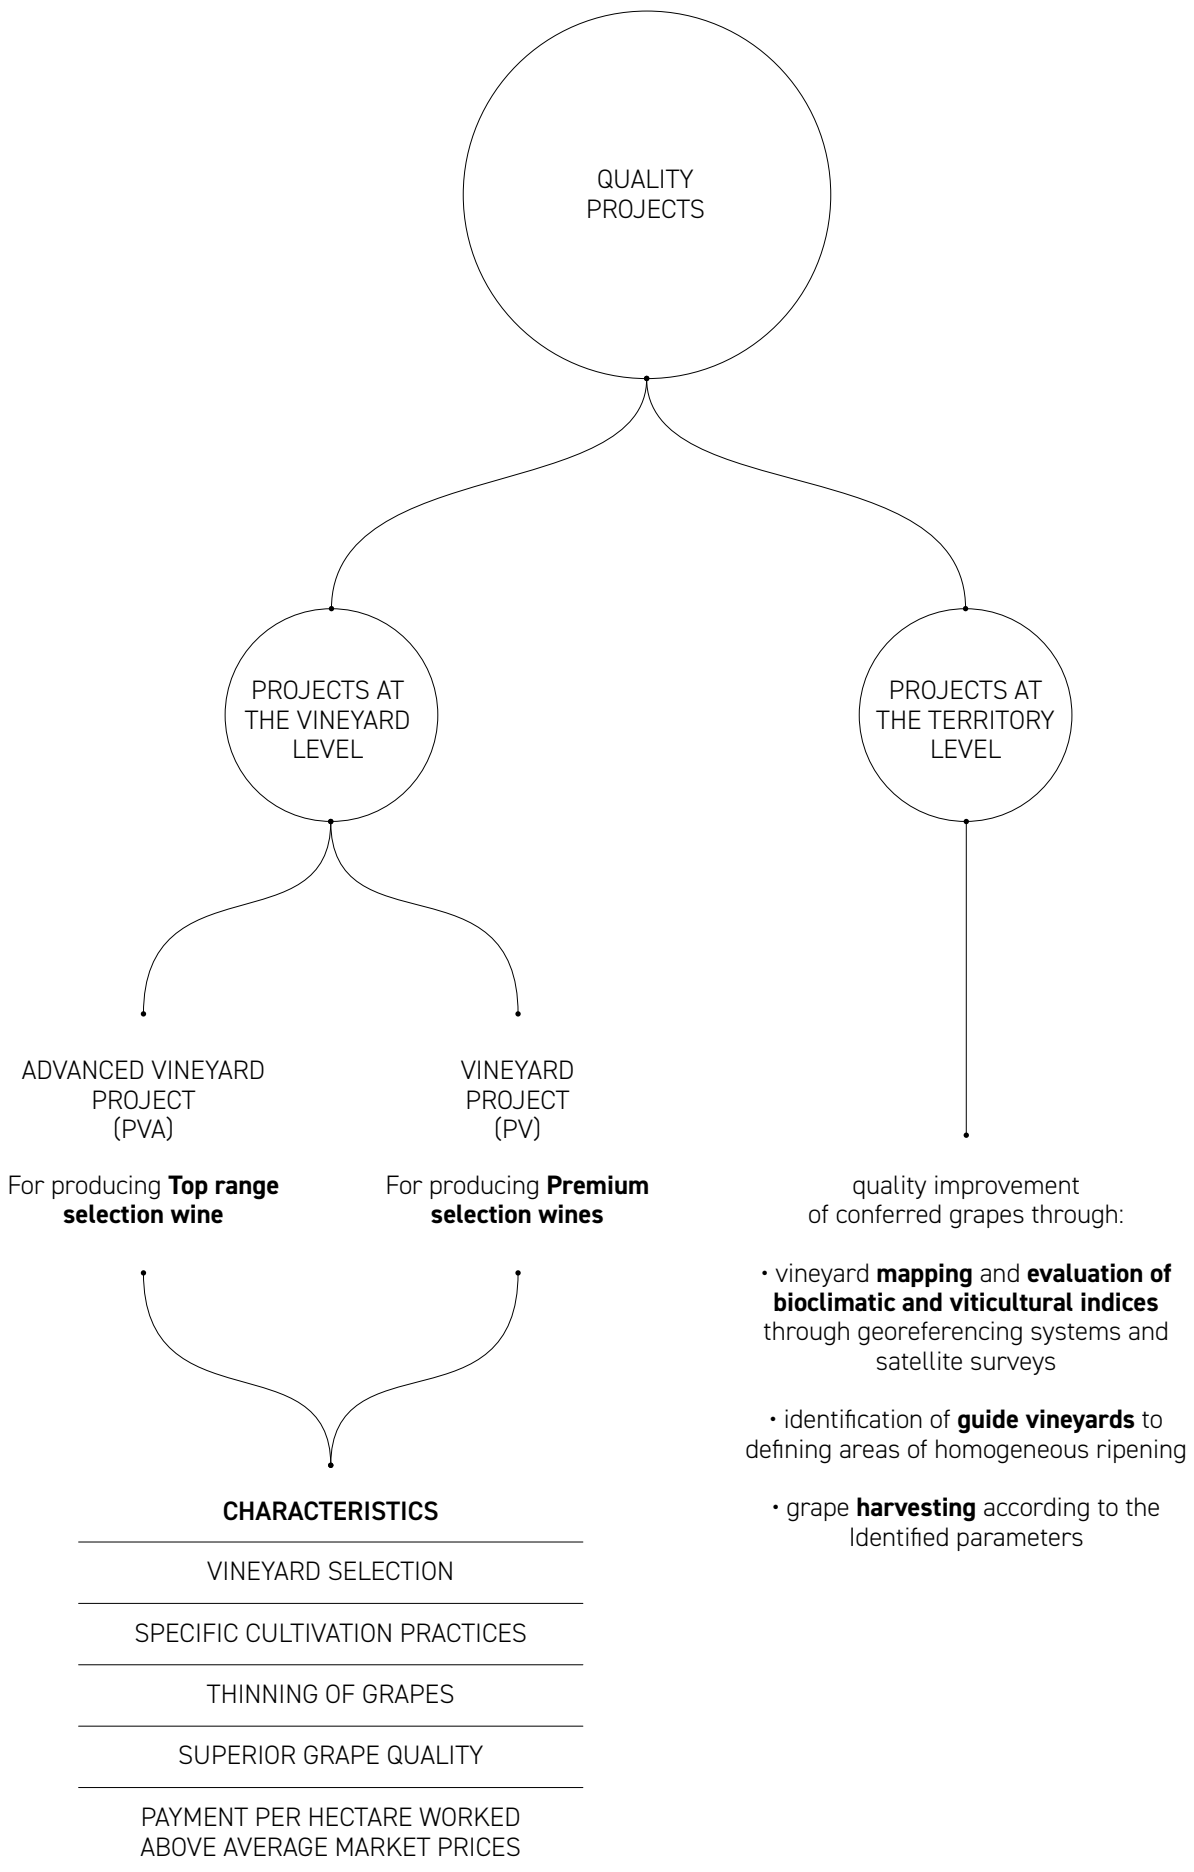 QUALITY
PROJECTS
PROJECTS AT
THE VINEYARD
LEVEL
PROJECTS AT
THE TERRITORY
LEVEL
ADVANCED VINEYARD
PROJECT
(PVA)
For producing Top range
selection wine
VINEYARD
PROJECT
(PV)
For producing Premium
selection wines
CHARACTERISTICS
VINEYARD SELECTION
SPECIFIC CULTIVATION PRACTICES
THINNING OF GRAPES
SUPERIOR GRAPE QUALITY
PAYMENT PER HECTARE WORKED
ABOVE AVERAGE MARKET PRICES
quality improvement
of conferred grapes through:
• vineyard mapping and evaluation of
bioclimatic and viticultural indices
through georeferencing systems and
satellite surveys
• identification of guide vineyards to
defining areas of homogeneous ripening
• grape harvesting according to the
Identified parameters